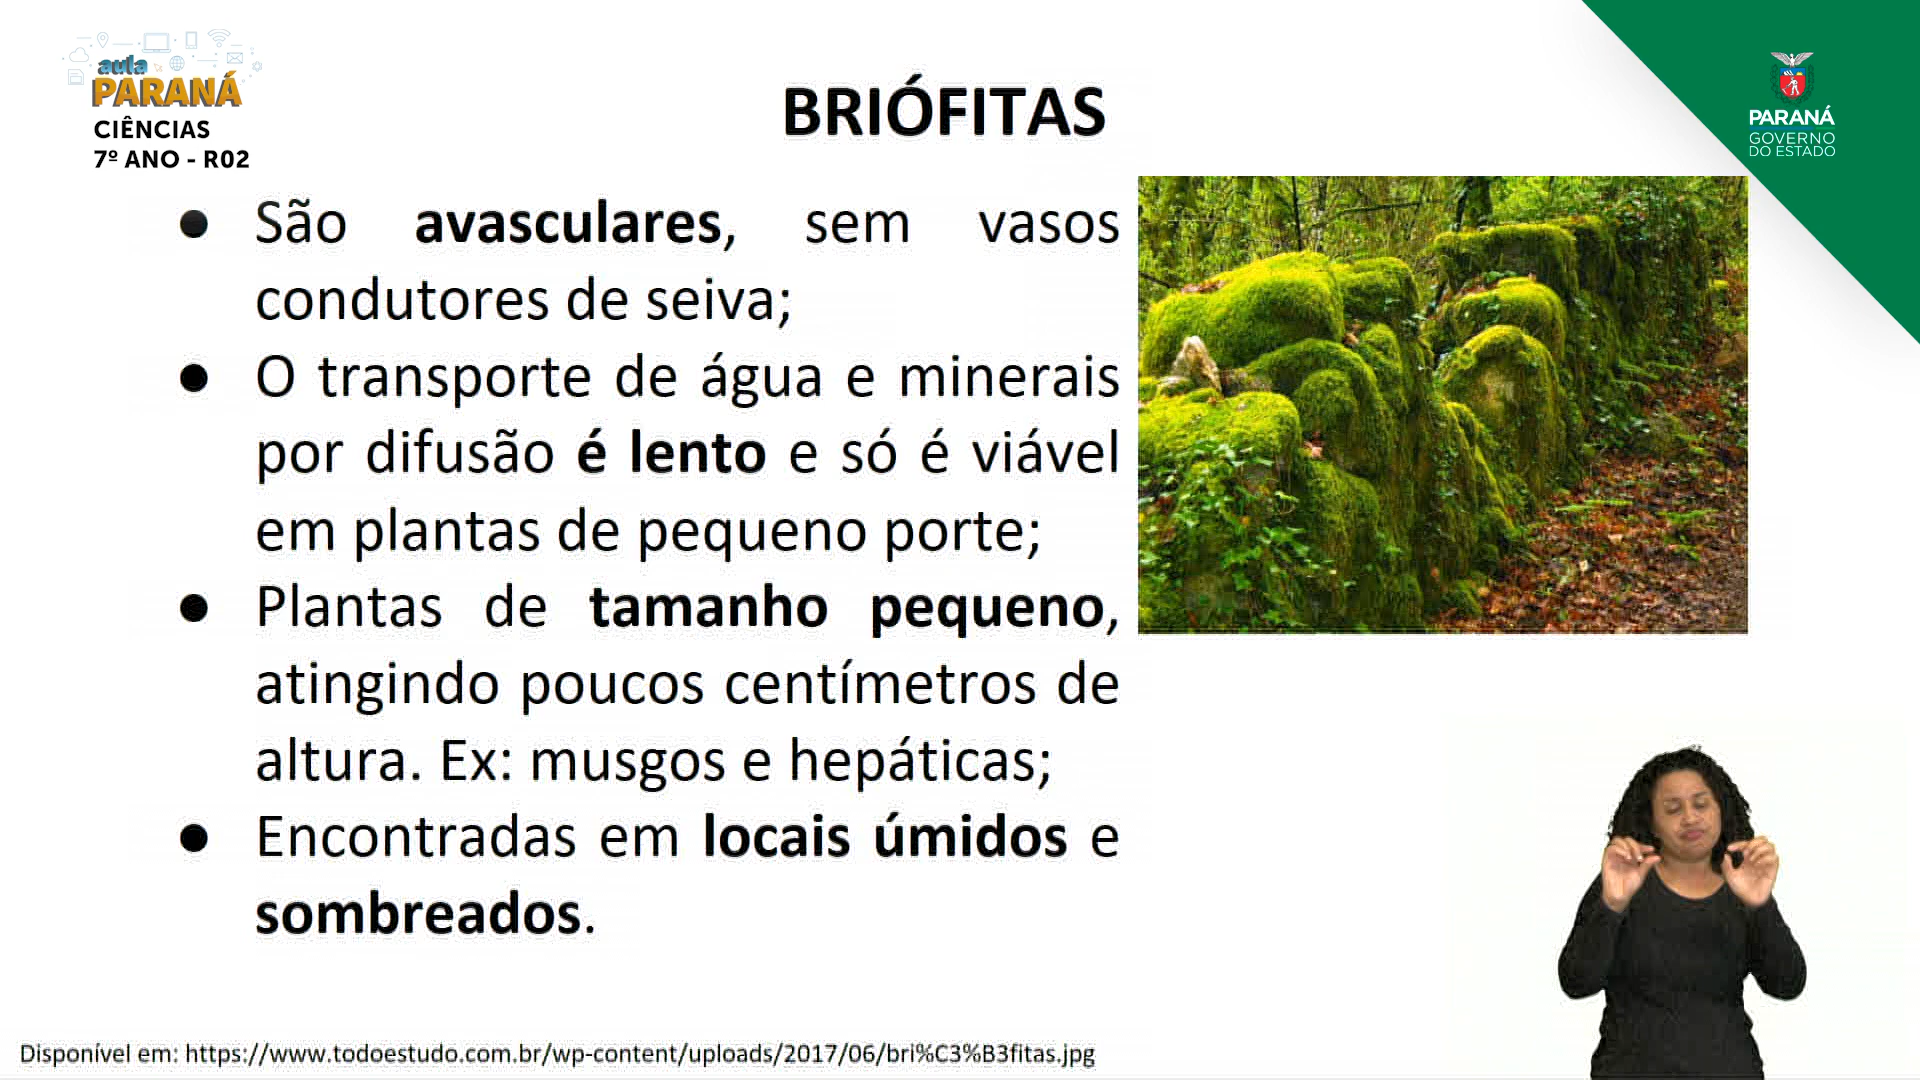 aula
PARANÁ
CIÊNCIAS
7º ANO - R02
BRIÓFITAS
PARANÁ
GOVERNO
DO ESTADO
● São avasculares, sem vasos
condutores de seiva;
● O transporte de água e minerais
por difusão é lento e só é viável
em plantas de pequeno porte;
● Plantas de tamanho pequeno,
atingindo poucos centímetros de
altura. Ex: musgos e hepáticas;
● Encontradas em locais úmidos e
sombreados.
Disponível em: https://www.todoestudo.com.br/wp-content/uploads/2017/06/bri%C3%B3fitas.jpg